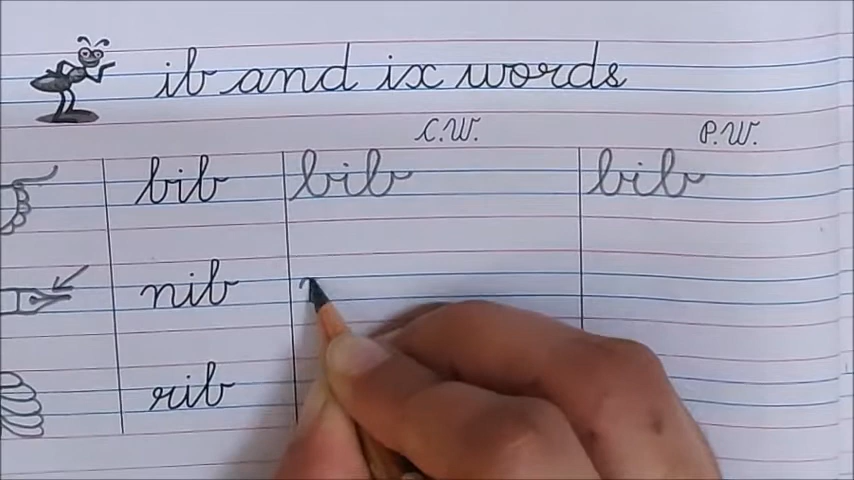 ib and ix words
C.W. P.W.
bib bib bib
nib
rib